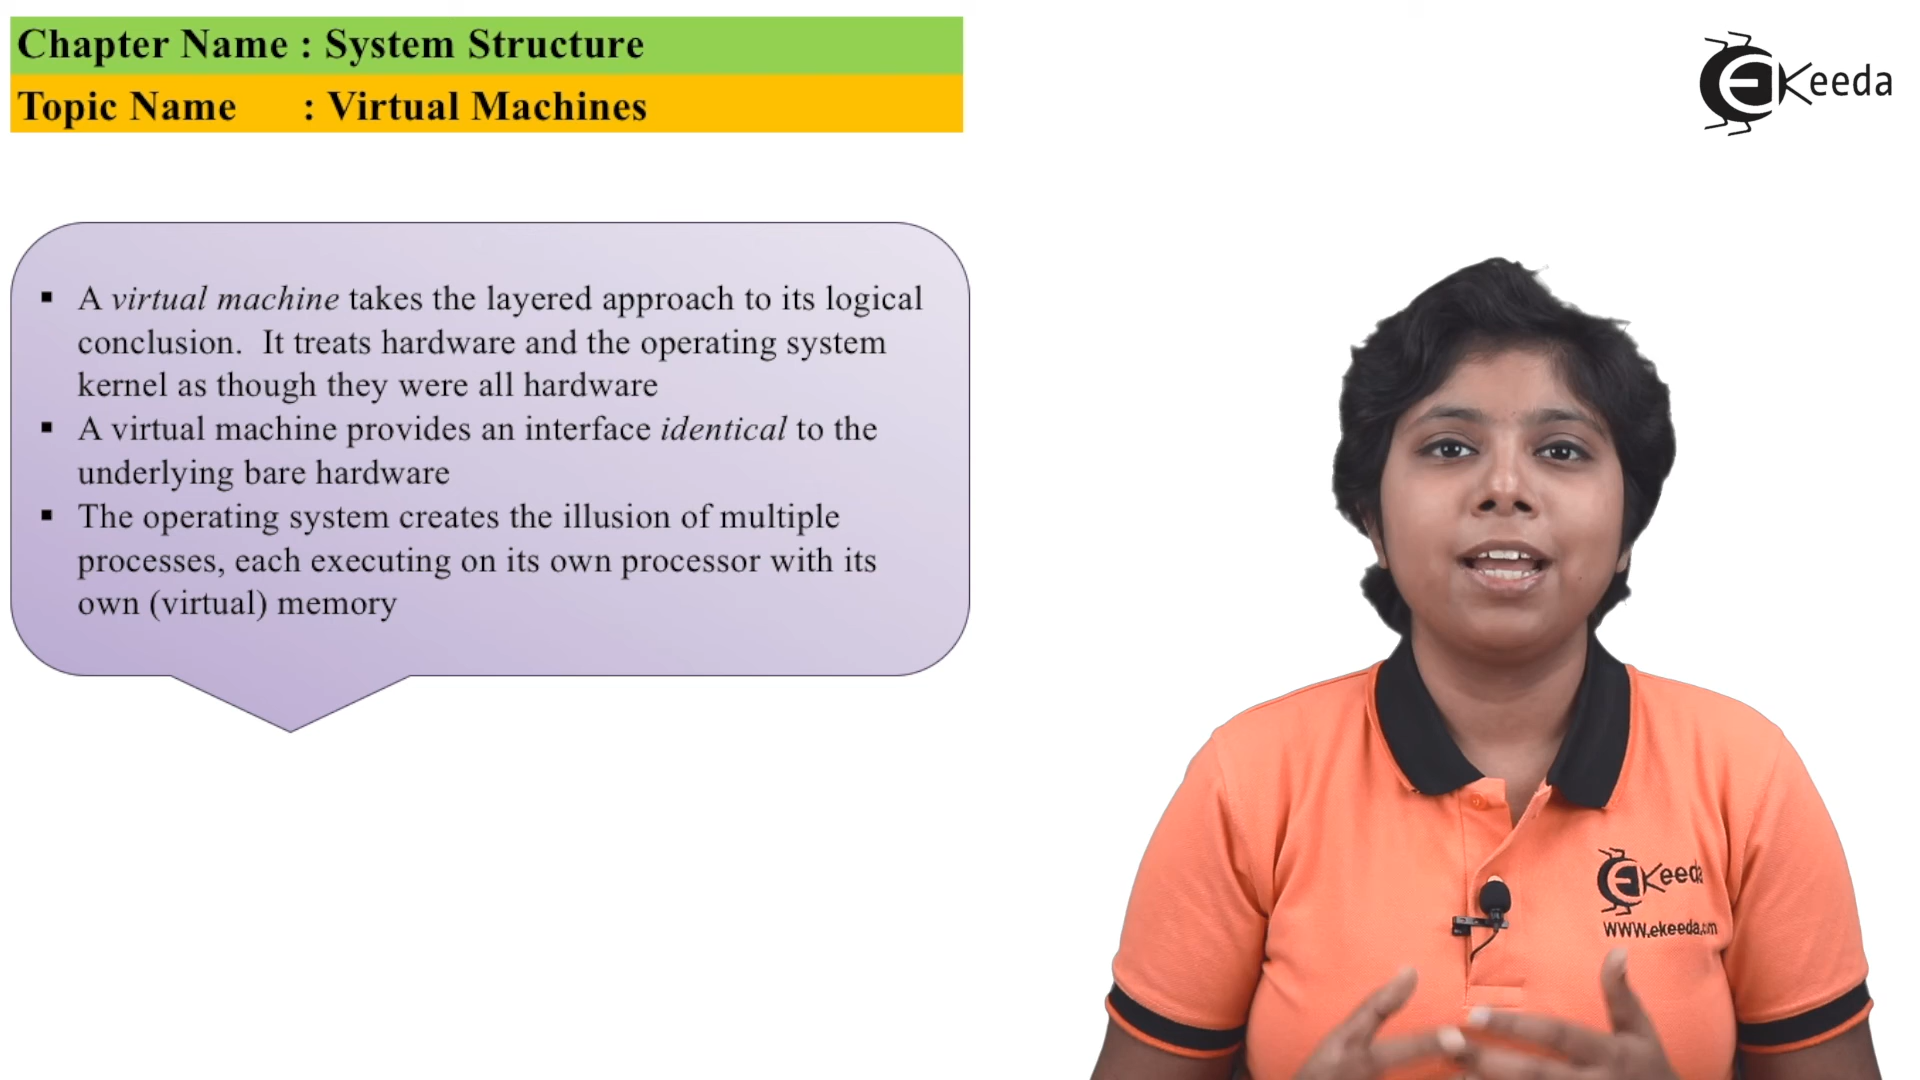 Chapter Name : System Structure
Topic Name : Virtual Machines
EKeeda
▪ A virtual machine takes the layered approach to its logical
conclusion. It treats hardware and the operating system
kernel as though they were all hardware
▪ A virtual machine provides an interface identical to the
underlying bare hardware
▪ The operating system creates the illusion of multiple
processes, each executing on its own processor with its
own (virtual) memory
EKeeda
WWW.ekeeda.com